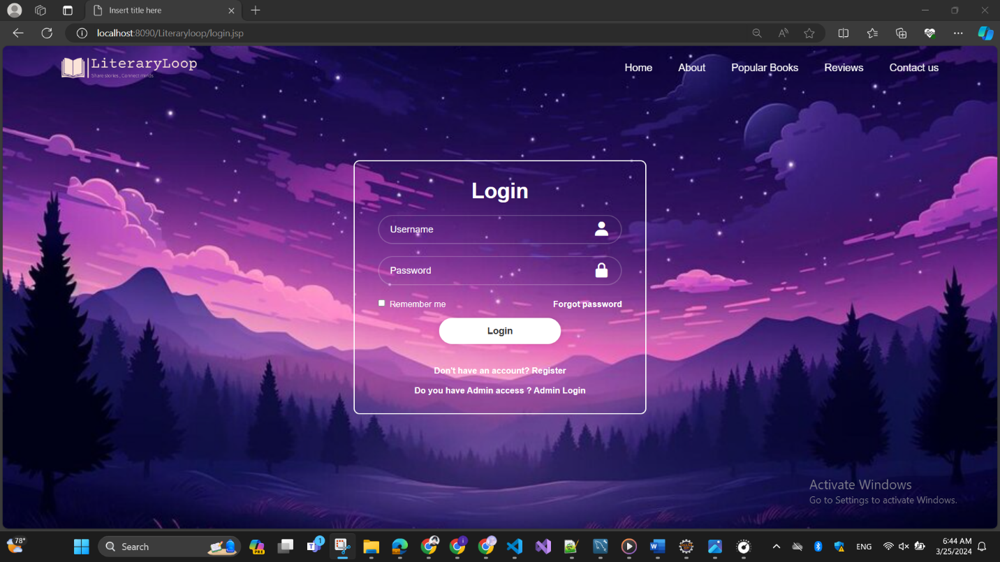 Insert title here
localhost:8090/Literaryloop/login.jsp
LiteraryLoop
Share stories , Connect minds
Home About Popular Books Reviews Contact us
Login
Username
Password
Remember me Forgot password
Login
Don't have an account? Register
Do you have Admin access ? Admin Login
Activate Windows
Go to Settings to activate Windows.
78°
Search
PRE
1
ENG
6:44 AM
3/25/2024